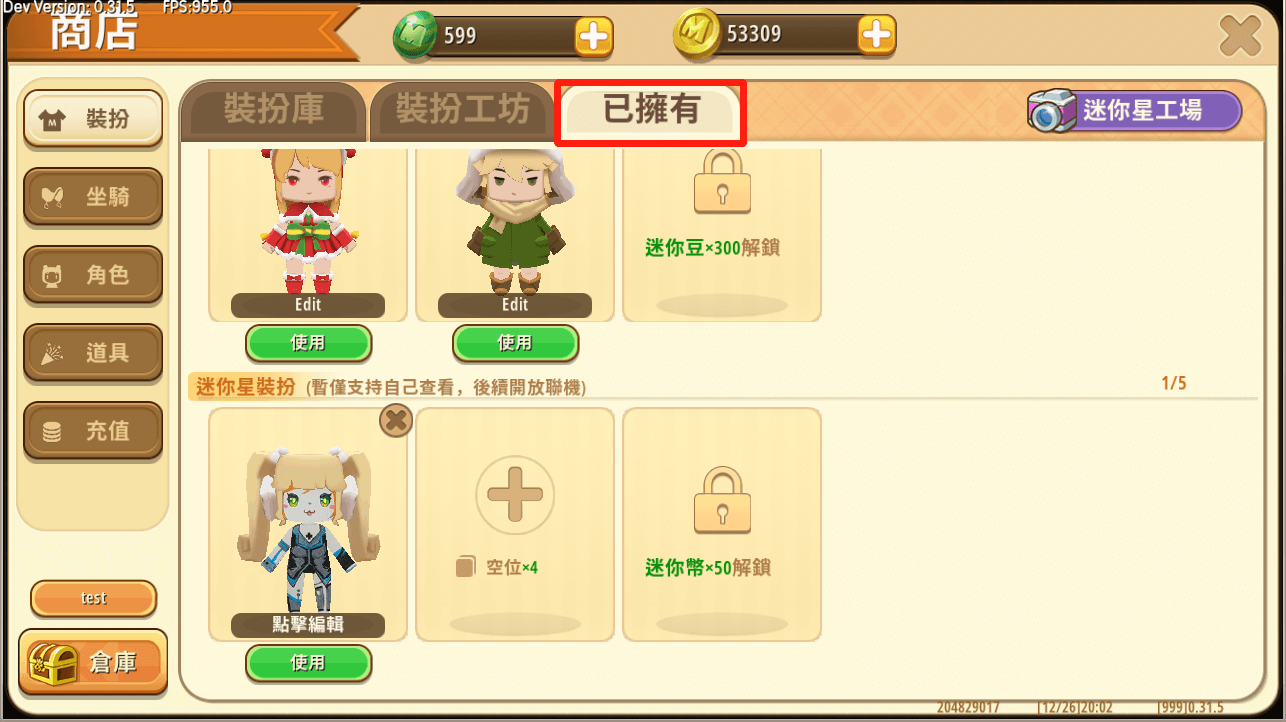 Dev Version: 0.31.5 FPS:955.0
商店
599
53309
裝扮
坐騎
角色
道具
充值
test
倉庫
裝扮庫
裝扮工坊
已擁有
迷你星工場
Edit
Edit
迷你豆×300解鎖
使用
使用
迷你星裝扮 (暫僅支持自己查看，後續開放聯機)
1/5
空位×4
迷你幣×50解鎖
點擊編輯
使用
204829017 [12/26]20:02 [999]0.31.5